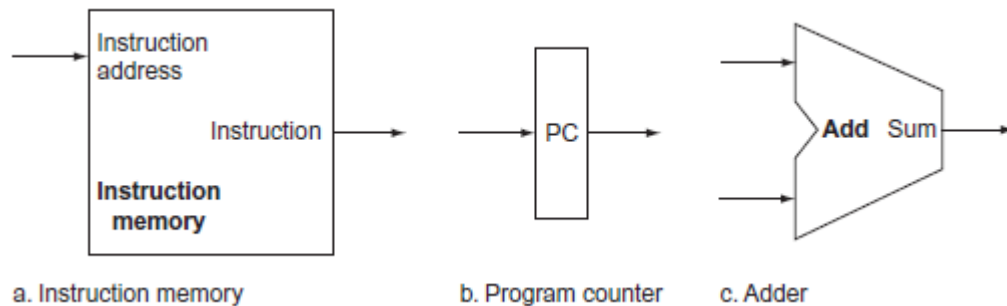 Instruction
address
Instruction
Instruction
memory
PC
Add Sum
a. Instruction memory
b. Program counter
c. Adder